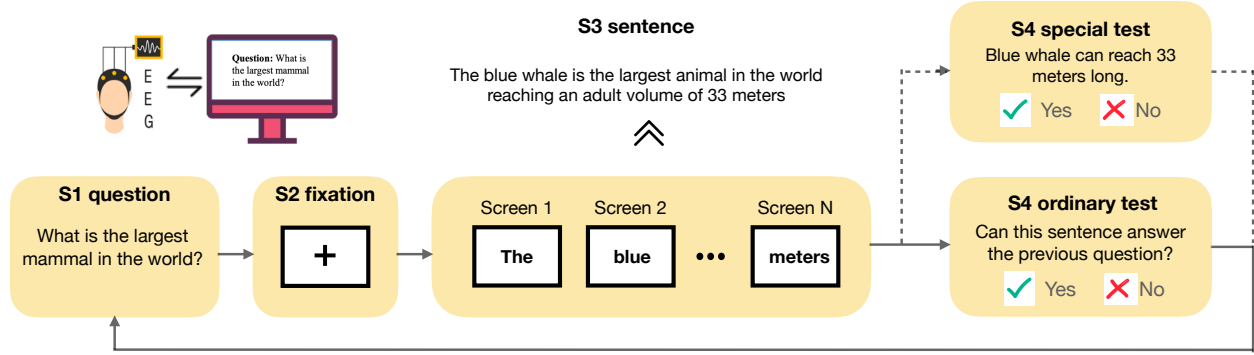 E
E
G
Question: What is
the largest mammal
in the world?
S3 sentence
The blue whale is the largest animal in the world
reaching an adult volume of 33 meters
S4 special test
Blue whale can reach 33
meters long.
Yes No
S1 question
What is the largest
mammal in the world?
S2 fixation
+
Screen 1 Screen 2 Screen N
The blue ••• meters
S4 ordinary test
Can this sentence answer
the previous question?
Yes No